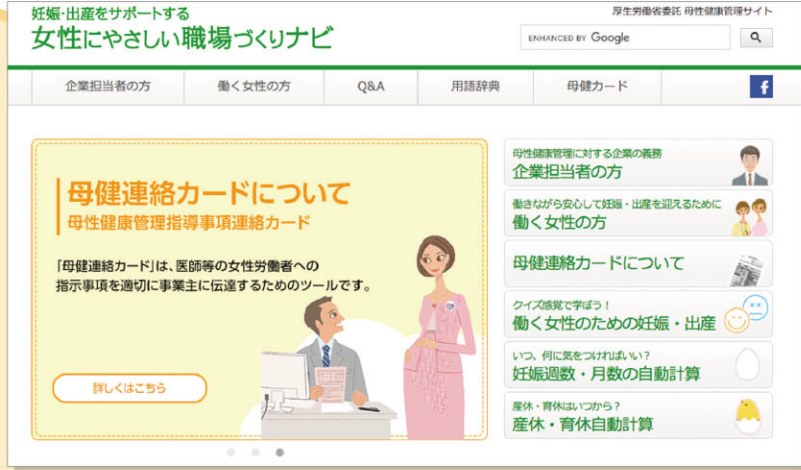 妊娠・出産をサポートする
女性にやさしい職場づくりナビ
厚生労働省委託 母性健康管理サイト
ENHANCED BY Google
企業担当者の方
働く女性の方
Q&A
用語辞典
母健カード
f
母健連絡カードについて
母性健康管理指導事項連絡カード
「母健連絡カード」は、医師等の女性労働者への
指示事項を適切に事業主に伝達するためのツールです。
詳しくはこちら
母性健康管理に対する企業の義務
企業担当者の方
働きながら安心して妊娠・出産を迎えるために
働く女性の方
母健連絡カードについて
クイズ感覚で学ぼう！
働く女性のための妊娠・出産
いつ、何に気をつければいい？
妊娠週数・月数の自動計算
産休・育休はいつから？
産休・育休自動計算